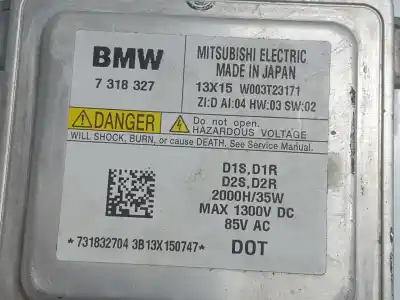 BMW
7 318 327
MITSUBISHI ELECTRIC
MADE IN JAPAN
13X15 W003T23171
ZI:D AI:04 HW:03 SW:02
DANGER
Do not open.
HAZARDOUS VOLTAGE
WILL SHOCK, BURN, or cause DEATH. See Service Manual.
D1S,D1R
D2S,D2R
2000H/35W
MAX 1300V DC
85V AC
*731832704 3B13X150747*
DOT